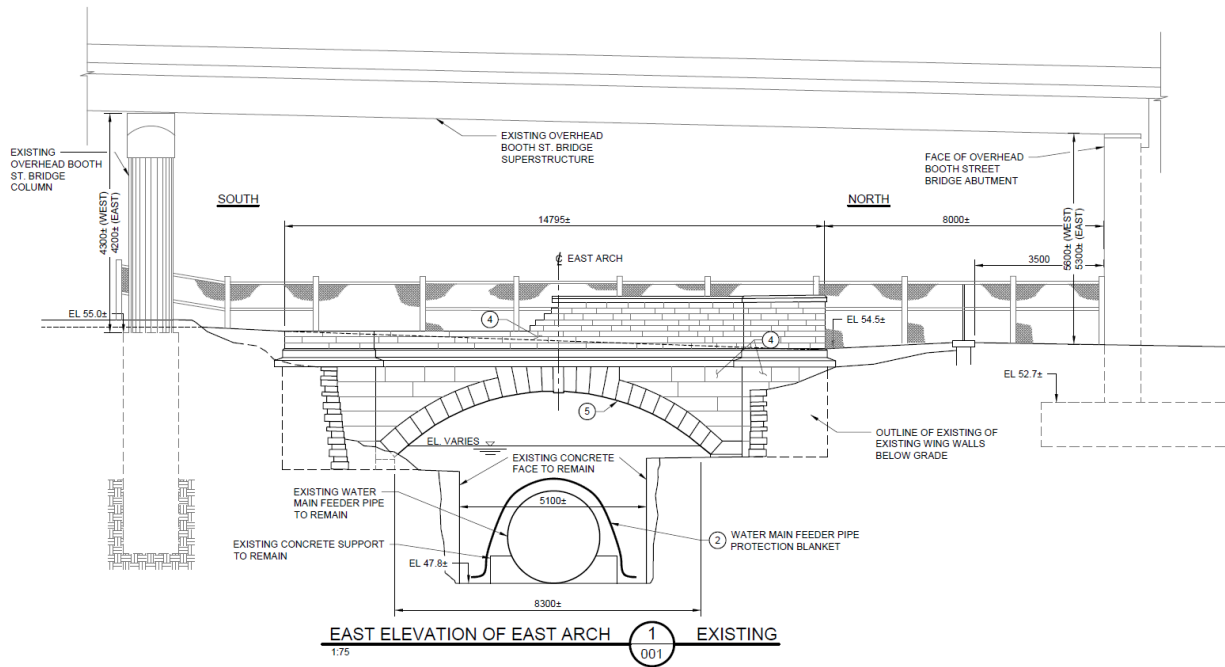 EXISTING OVERHEAD
BOOTH ST. BRIDGE
SUPERSTRUCTURE
EXISTING
OVERHEAD BOOTH
ST. BRIDGE
COLUMN
FACE OF OVERHEAD
BOOTH STREET
BRIDGE ABUTMENT
4300± (WEST)
4200± (EAST)
SOUTH
NORTH
14795±
8000±
5600± (WEST)
5300± (EAST)
3500
℄ EAST ARCH
EL 55.0±
4
EL 54.5±
4
EL 52.7±
5
EL. VARIES
OUTLINE OF EXISTING OF
EXISTING WING WALLS
BELOW GRADE
EXISTING CONCRETE
FACE TO REMAIN
EXISTING WATER
MAIN FEEDER PIPE
TO REMAIN
5100±
2
WATER MAIN FEEDER PIPE
PROTECTION BLANKET
EXISTING CONCRETE SUPPORT
TO REMAIN
EL 47.8±
8300±
EAST ELEVATION OF EAST ARCH
1
001
EXISTING
1:75